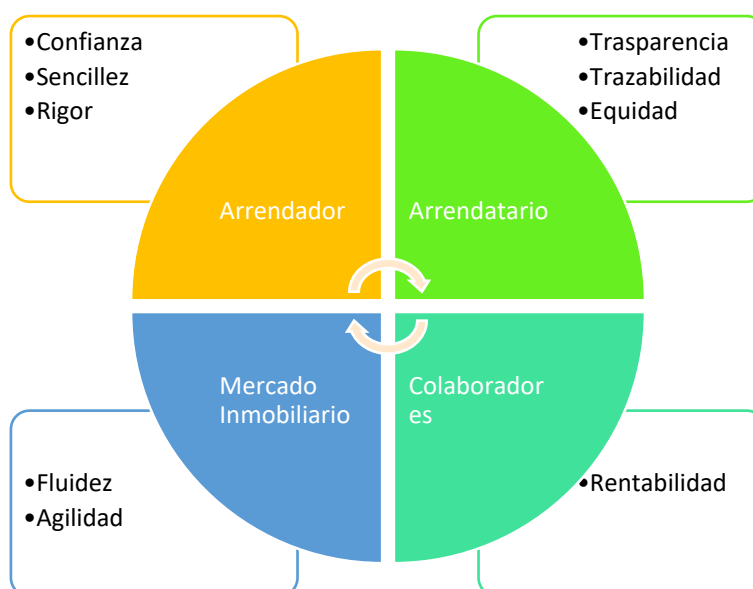 •Confianza
•Sencillez
•Rigor
•Trasparencia
•Trazabilidad
•Equidad
Arrendador
Arrendatario
Mercado
Inmobiliario
Colaborador
es
•Fluidez
•Agilidad
•Rentabilidad